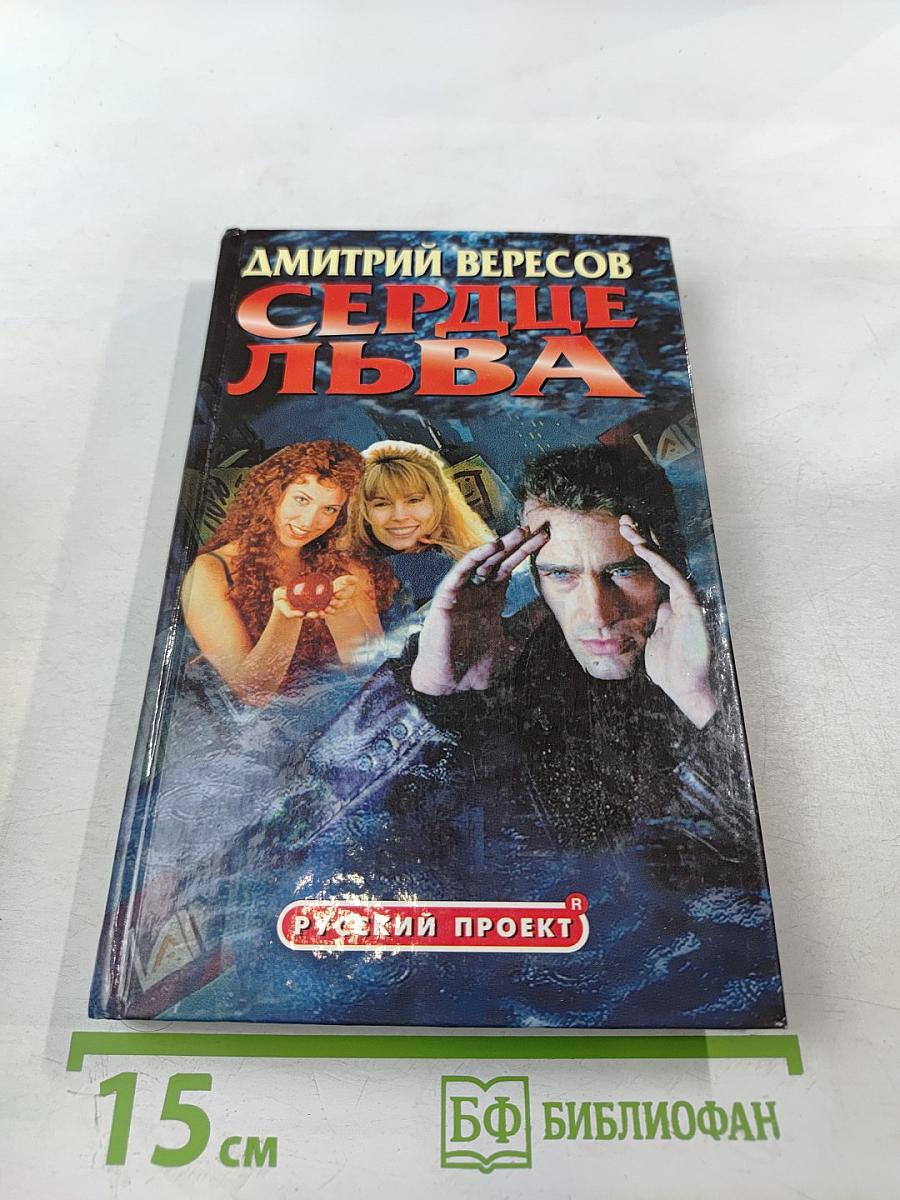 ДМИТРИЙ ВЕРЕСОВ
СЕРДЦЕ
ЛЬВА
РУССКИЙ ПРОЕКТ
R
15 см
БФ БИБЛИОФАН